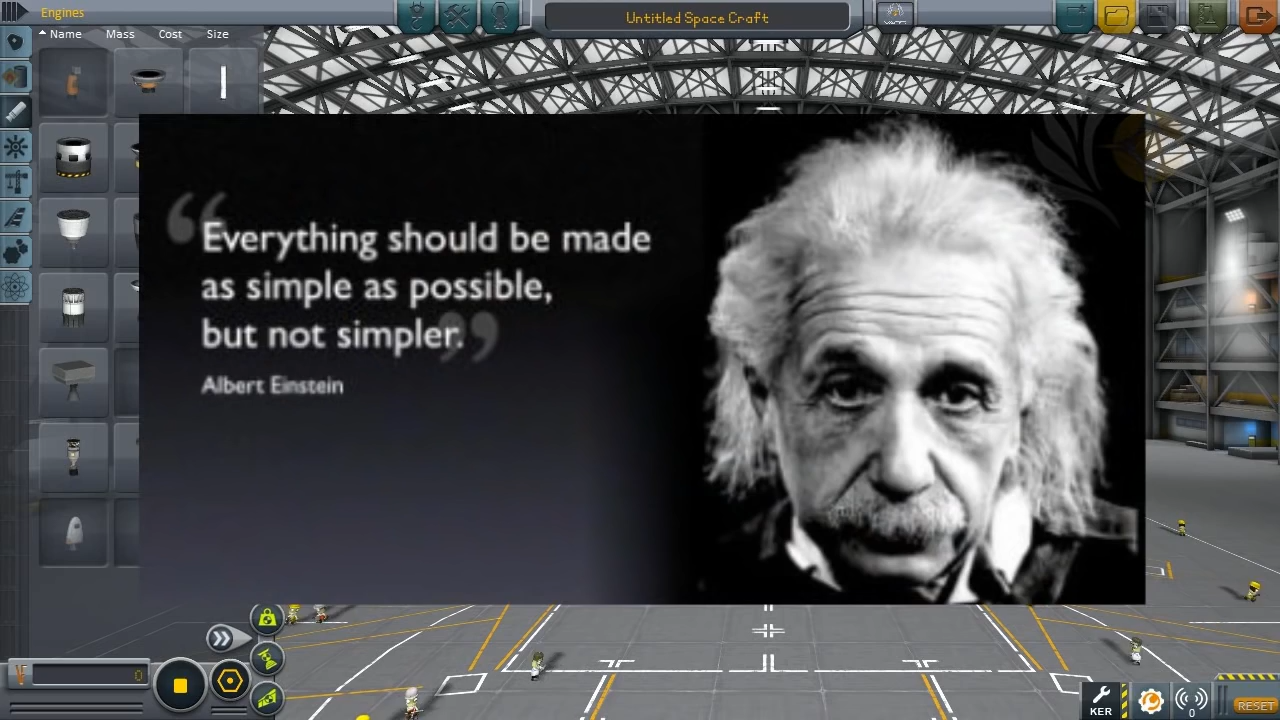 Engines
Untitled Space Craft
Name Mass Cost Size
“Everything should be made
as simple as possible,
but not simpler.”
Albert Einstein
0
KER
0
RESET